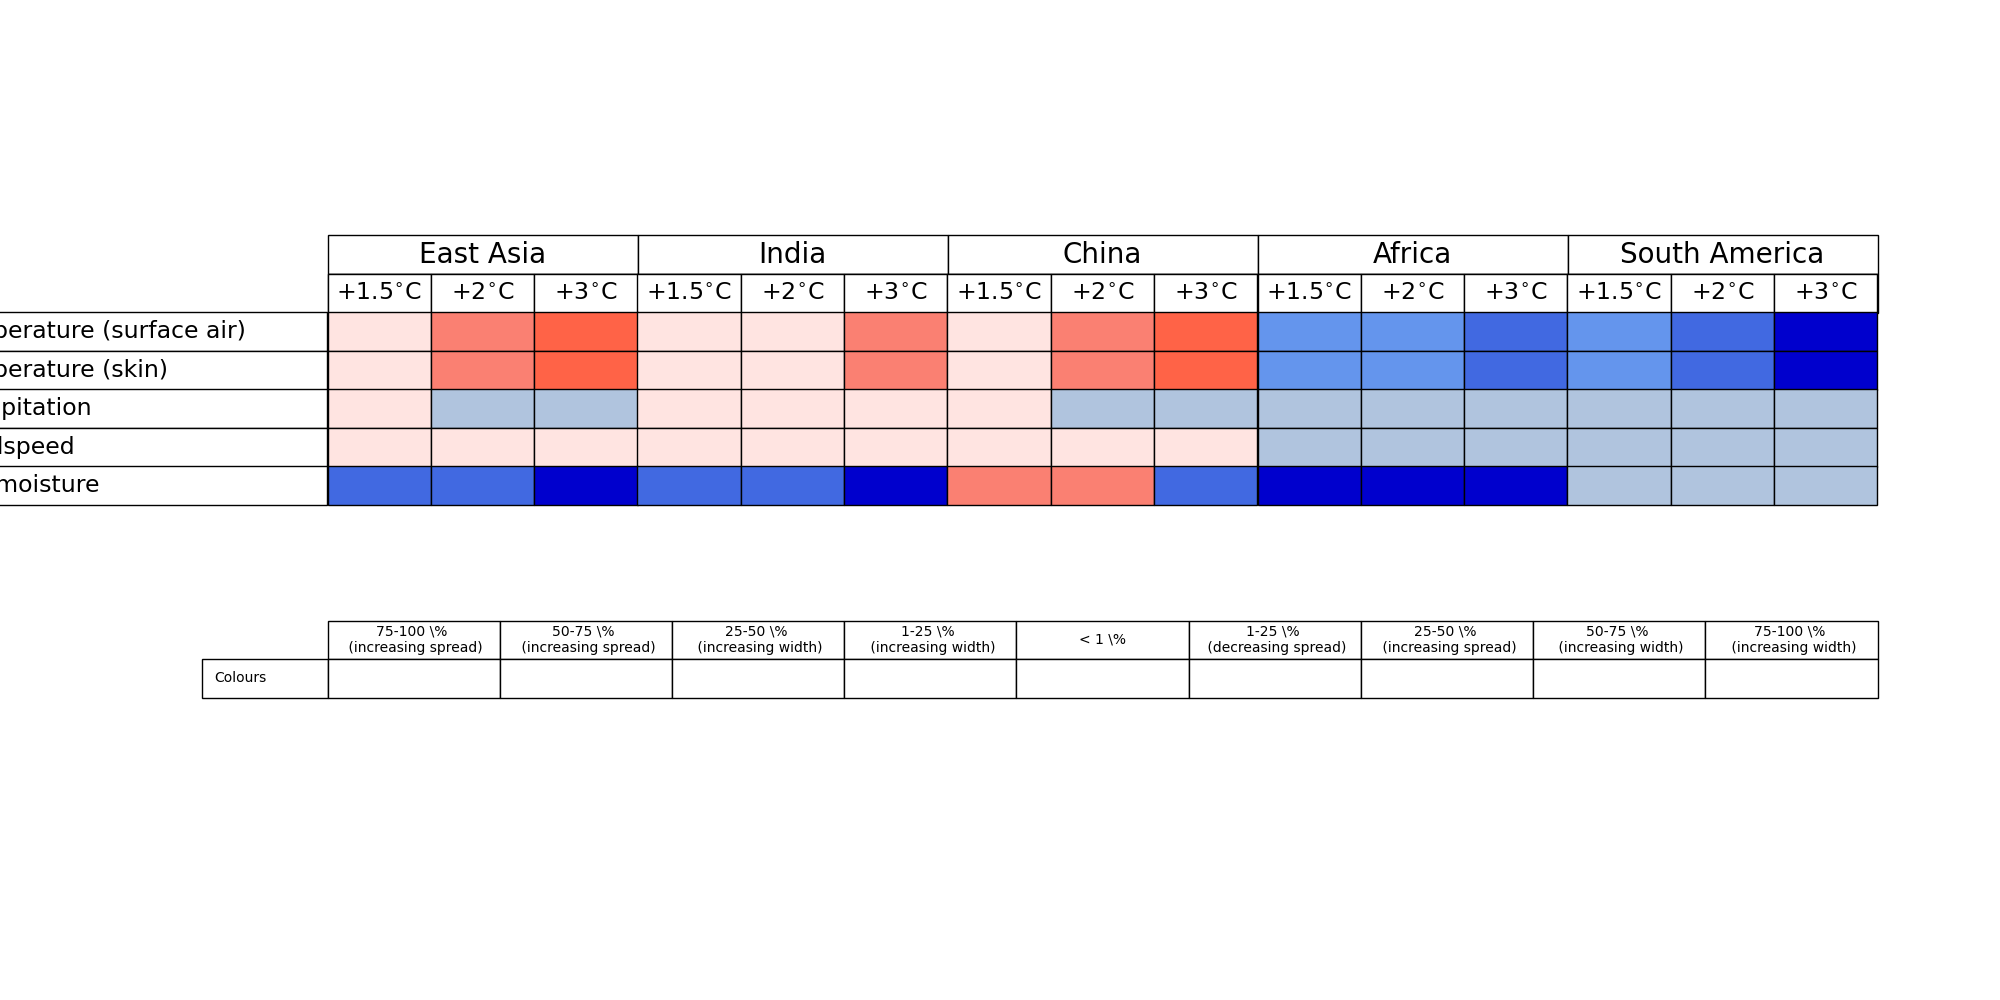 East Asia India China Africa South America
+1.5°C +2°C +3°C +1.5°C +2°C +3°C +1.5°C +2°C +3°C +1.5°C +2°C +3°C +1.5°C +2°C +3°C
perature (surface air)
perature (skin)
pitation
speed
moisture
75-100 \% 50-75 \% 25-50 \% 1-25 \% < 1 \% 1-25 \% 25-50 \% 50-75 \% 75-100 \%
(increasing spread) (increasing spread) (increasing width) (increasing width) (decreasing spread) (increasing spread) (increasing width) (increasing width)
Colours